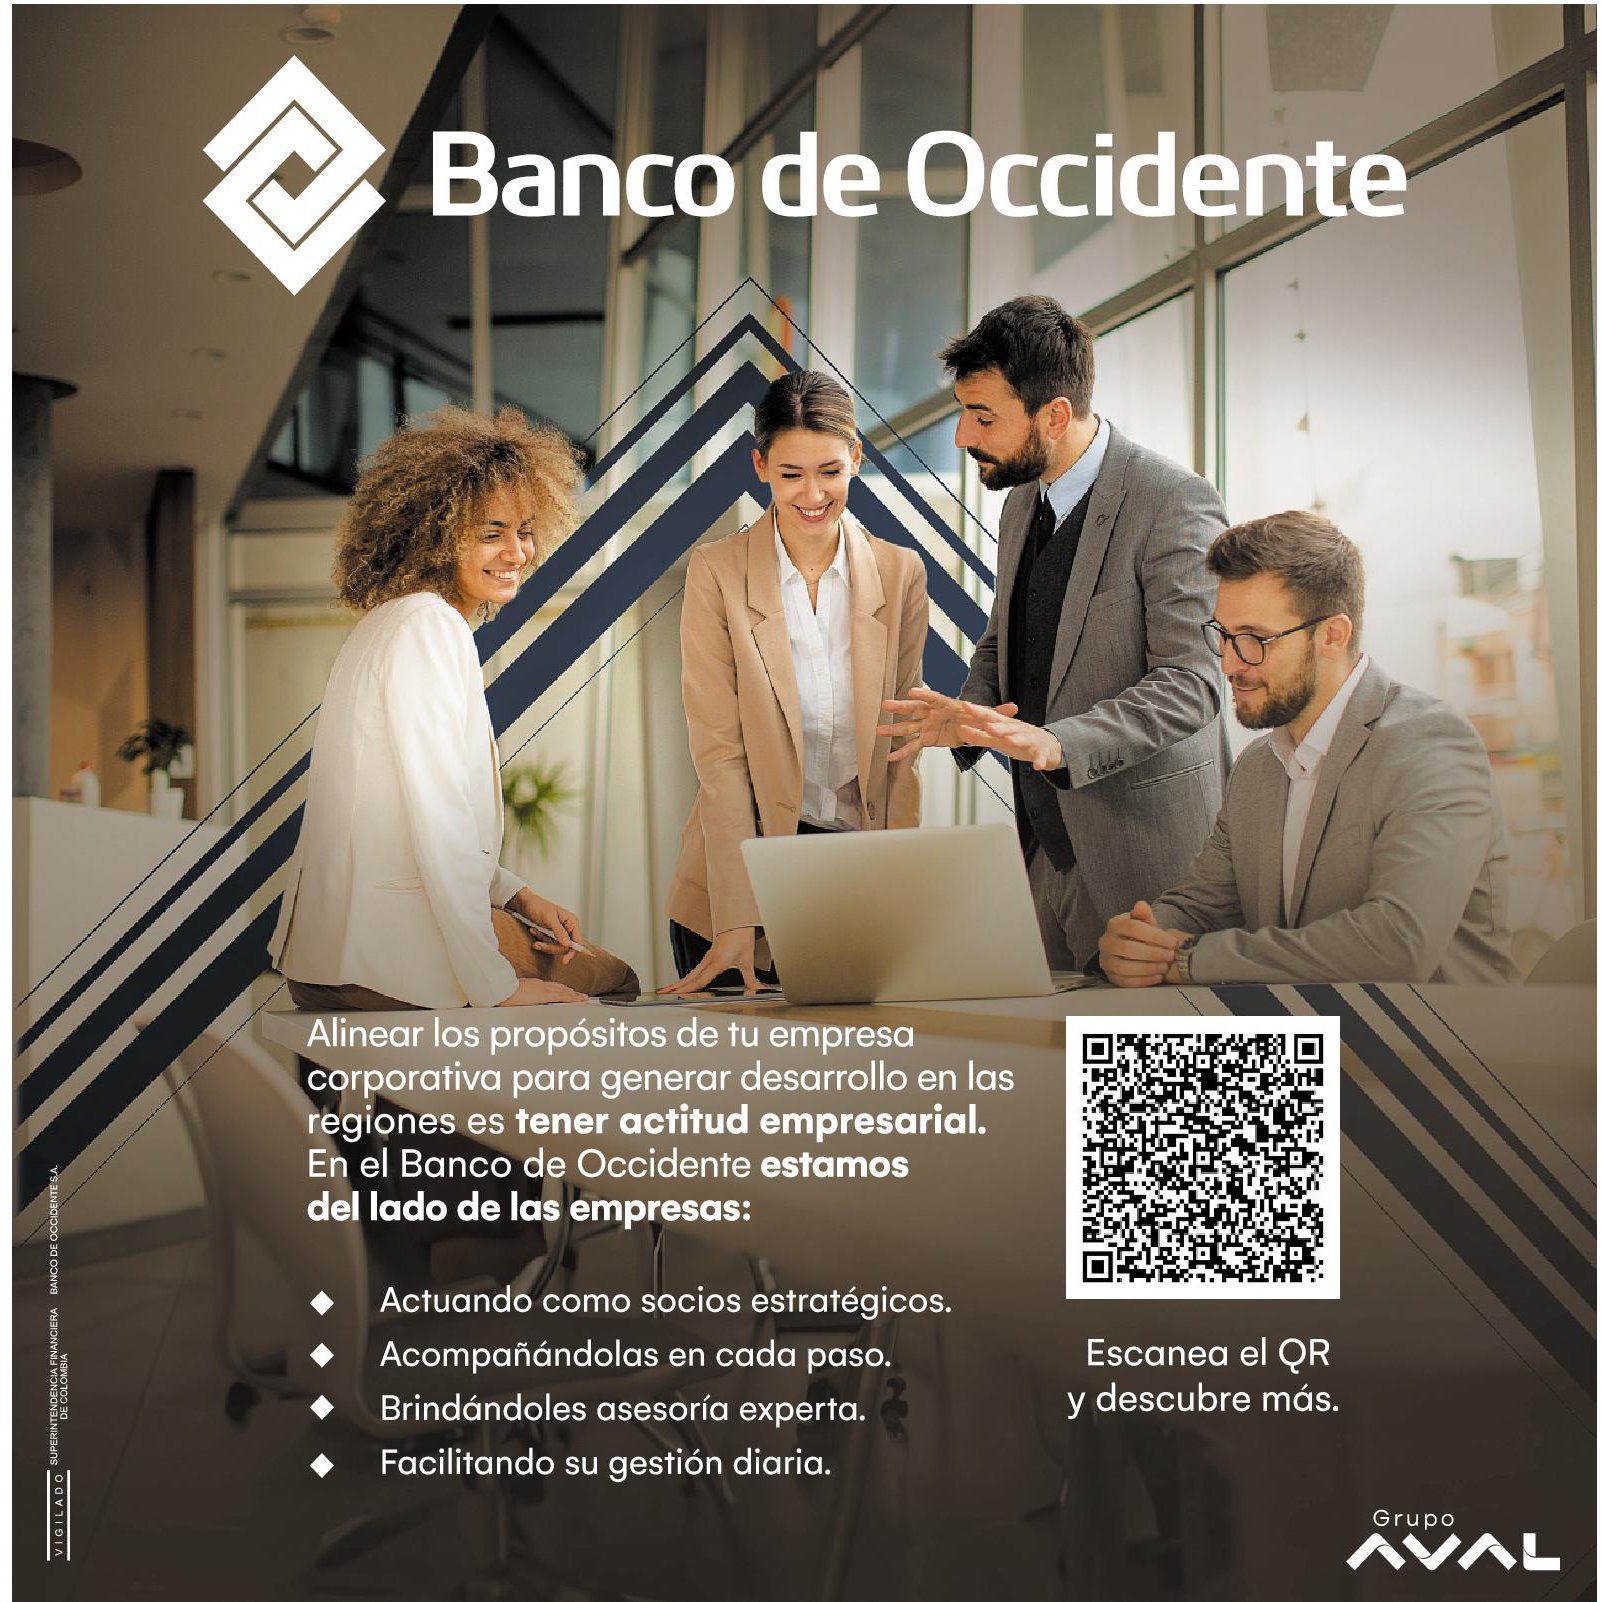 Banco de Occidente
Alinear los propósitos de tu empresa
corporativa para generar desarrollo en las
regiones es tener actitud empresarial.
En el Banco de Occidente estamos
del lado de las empresas:
Actuando como socios estratégicos.
Acompañándolas en cada paso.
Brindándoles asesoría experta.
Facilitando su gestión diaria.
Escanea el QR
y descubre más.
VIGILADO SUPERINTENDENCIA FINANCIERA
DE COLOMBIA
BANCO DE OCCIDENTE S.A.
Grupo
AVAL